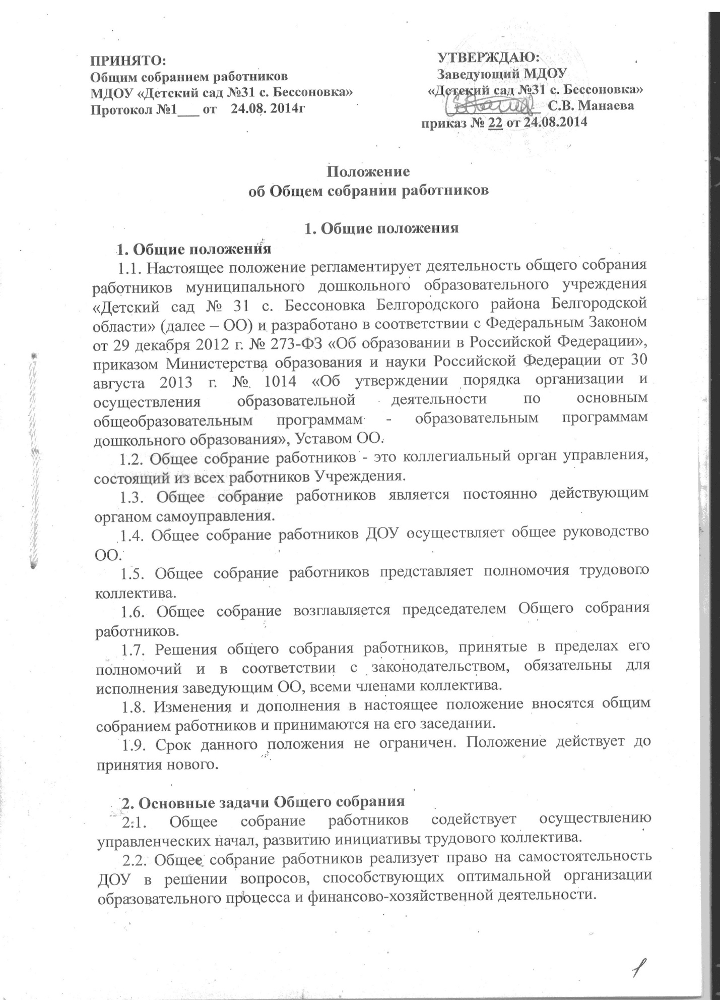 ПРИНЯТО:
Общим собранием работников
МДОУ «Детский сад №31 с. Бессоновка»
Протокол №1___ от 24.08. 2014г
УТВЕРЖДАЮ:
Заведующий МДОУ
«Детский сад №31 с. Бессоновка»
____________ С.В. Манаева
приказ № 22 от 24.08.2014
Положение
об Общем собрании работников
1. Общие положения
1. Общие положения
1.1. Настоящее положение регламентирует деятельность общего собрания
работников муниципального дошкольного образовательного учреждения
«Детский сад № 31 с. Бессоновка Белгородского района Белгородской
области» (далее – ОО) и разработано в соответствии с Федеральным Законом
от 29 декабря 2012 г. № 273-ФЗ «Об образовании в Российской Федерации»,
приказом Министерства образования и науки Российской Федерации от 30
августа 2013 г. № 1014 «Об утверждении порядка организации и
осуществления образовательной деятельности по основным
общеобразовательным программам - образовательным программам
дошкольного образования», Уставом ОО.
1.2. Общее собрание работников - это коллегиальный орган управления,
состоящий из всех работников Учреждения.
1.3. Общее собрание работников является постоянно действующим
органом самоуправления.
1.4. Общее собрание работников ДОУ осуществляет общее руководство
ОО.
1.5. Общее собрание работников представляет полномочия трудового
коллектива.
1.6. Общее собрание возглавляется председателем Общего собрания
работников.
1.7. Решения общего собрания работников, принятые в пределах его
полномочий и в соответствии с законодательством, обязательны для
исполнения заведующим ОО, всеми членами коллектива.
1.8. Изменения и дополнения в настоящее положение вносятся общим
собранием работников и принимаются на его заседании.
1.9. Срок данного положения не ограничен. Положение действует до
принятия нового.
2. Основные задачи Общего собрания
2.1. Общее собрание работников содействует осуществлению
управленческих начал, развитию инициативы трудового коллектива.
2.2. Общее собрание работников реализует право на самостоятельность
ДОУ в решении вопросов, способствующих оптимальной организации
образовательного процесса и финансово-хозяйственной деятельности.
1